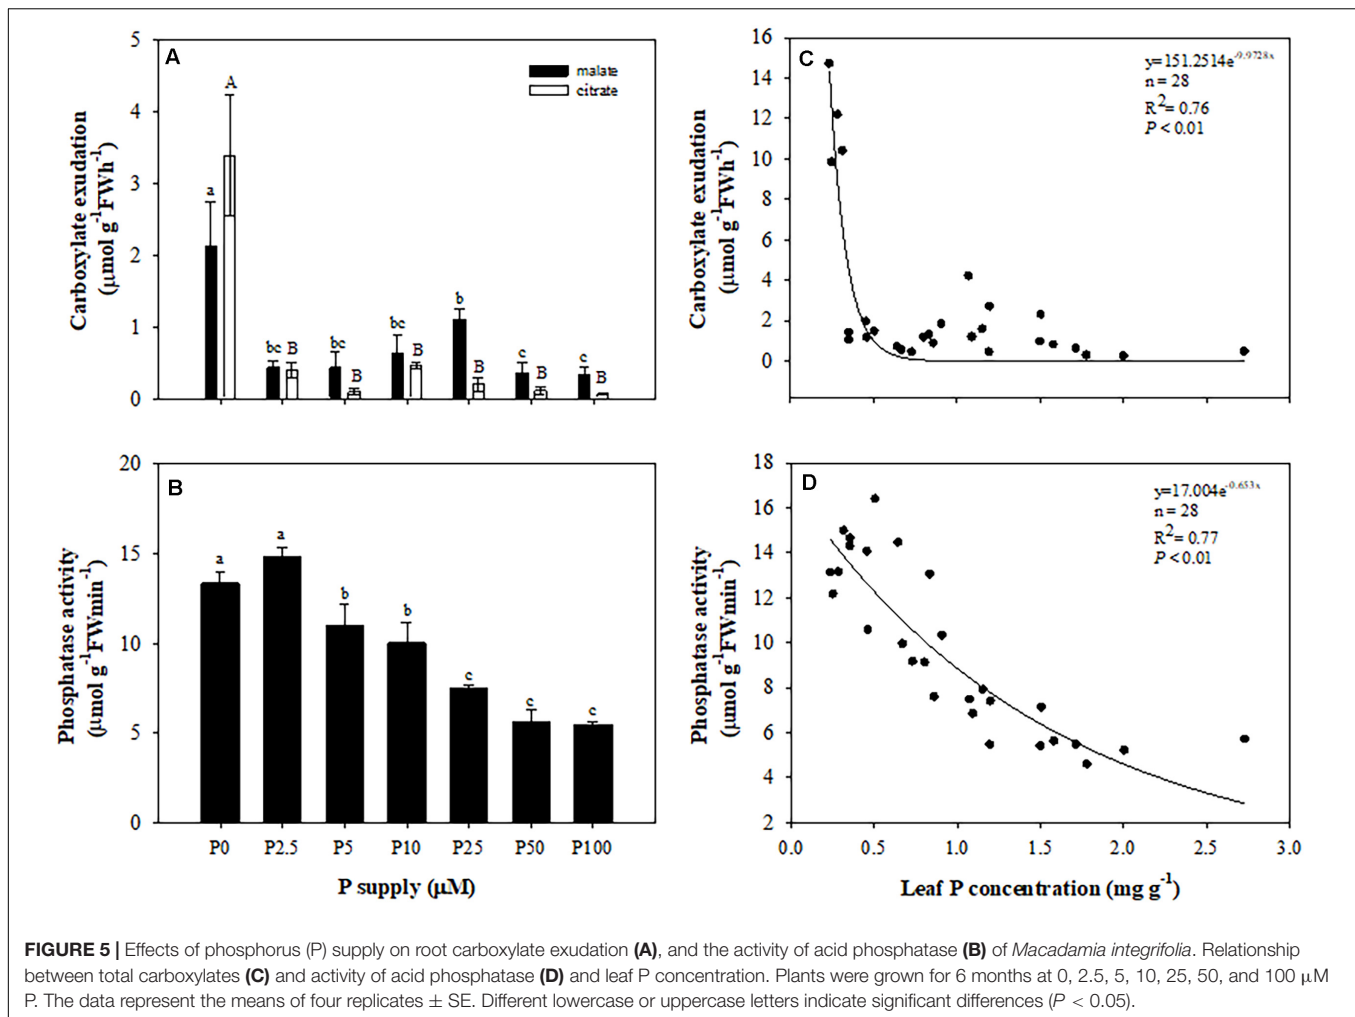 A
malate
citrate
Carboxylate exudation
(µmol g⁻¹FWh⁻¹)
5
4
3
2
1
0
a
A
bc
B
bc
B
bc
B
b
B
c
B
c
B
C
y=151.2514e⁻⁹·⁹⁷²⁸ˣ
n = 28
R²= 0.76
P < 0.01
Carboxylate exudation
(µmol g⁻¹FWh⁻¹)
16
14
12
10
8
6
4
2
0
B
Phosphatase activity
(µmol g⁻¹FWmin⁻¹)
20
15
10
5
0
a
a
b
b
c
c
c
P0 P2.5 P5 P10 P25 P50 P100
P supply (µM)
D
y=17.004e⁻⁰·⁶⁵³ˣ
n = 28
R²= 0.77
P < 0.01
Phosphatase activity
(µmol g⁻¹FWmin⁻¹)
18
16
14
12
10
8
6
4
2
0.0 0.5 1.0 1.5 2.0 2.5 3.0
Leaf P concentration (mg g⁻¹)
FIGURE 5 | Effects of phosphorus (P) supply on root carboxylate exudation (A), and the activity of acid phosphatase (B) of Macadamia integrifolia. Relationship
between total carboxylates (C) and activity of acid phosphatase (D) and leaf P concentration. Plants were grown for 6 months at 0, 2.5, 5, 10, 25, 50, and 100 µM
P. The data represent the means of four replicates ± SE. Different lowercase or uppercase letters indicate significant differences (P < 0.05).